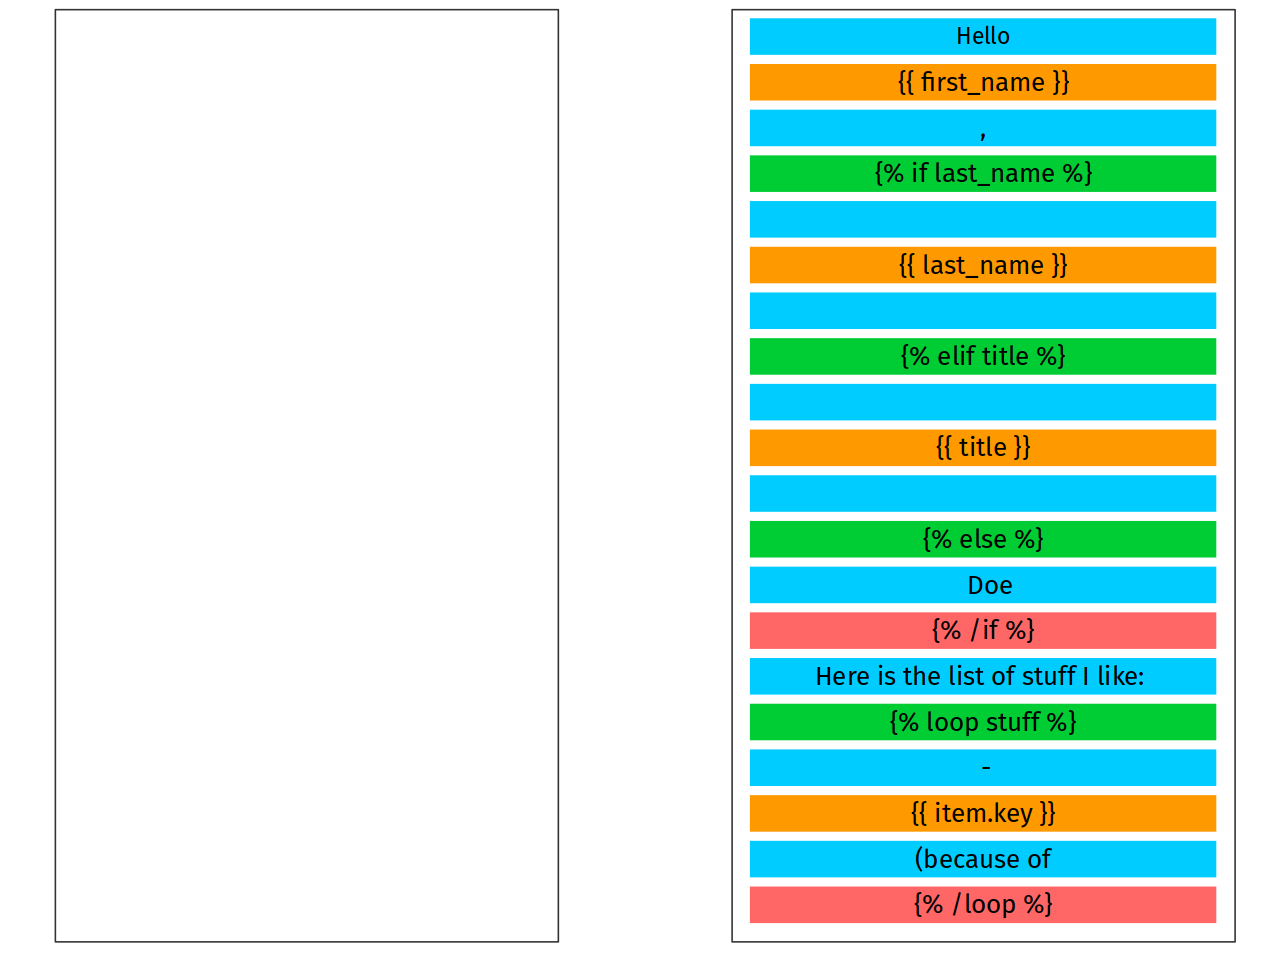 Hello
{{ first_name }}
,
{% if last_name %}
{{ last_name }}
{% elif title %}
{{ title }}
{% else %}
Doe
{% /if %}
Here is the list of stuff I like:
{% loop stuff %}
-
{{ item.key }}
(because of
{% /loop %}